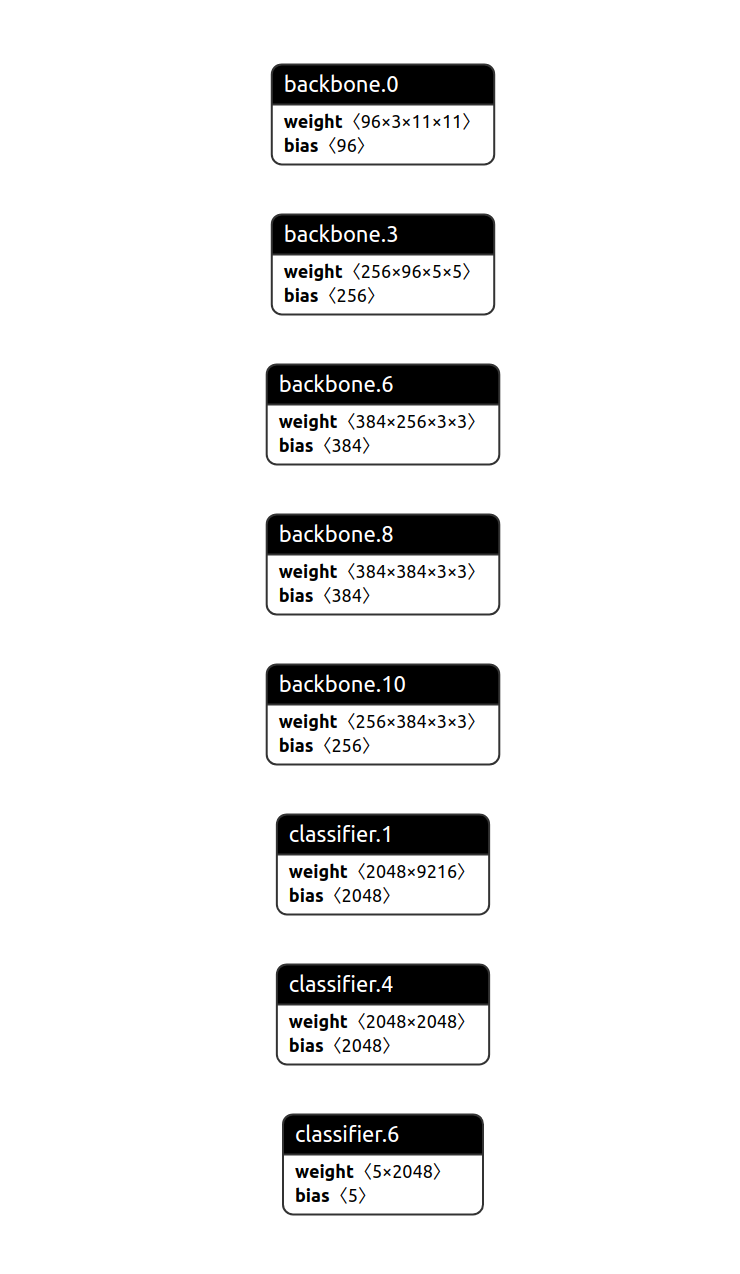 backbone.0
weight〈96×3×11×11〉
bias〈96〉
backbone.3
weight〈256×96×5×5〉
bias〈256〉
backbone.6
weight〈384×256×3×3〉
bias〈384〉
backbone.8
weight〈384×384×3×3〉
bias〈384〉
backbone.10
weight〈256×384×3×3〉
bias〈256〉
classifier.1
weight〈2048×9216〉
bias〈2048〉
classifier.4
weight〈2048×2048〉
bias〈2048〉
classifier.6
weight〈5×2048〉
bias〈5〉